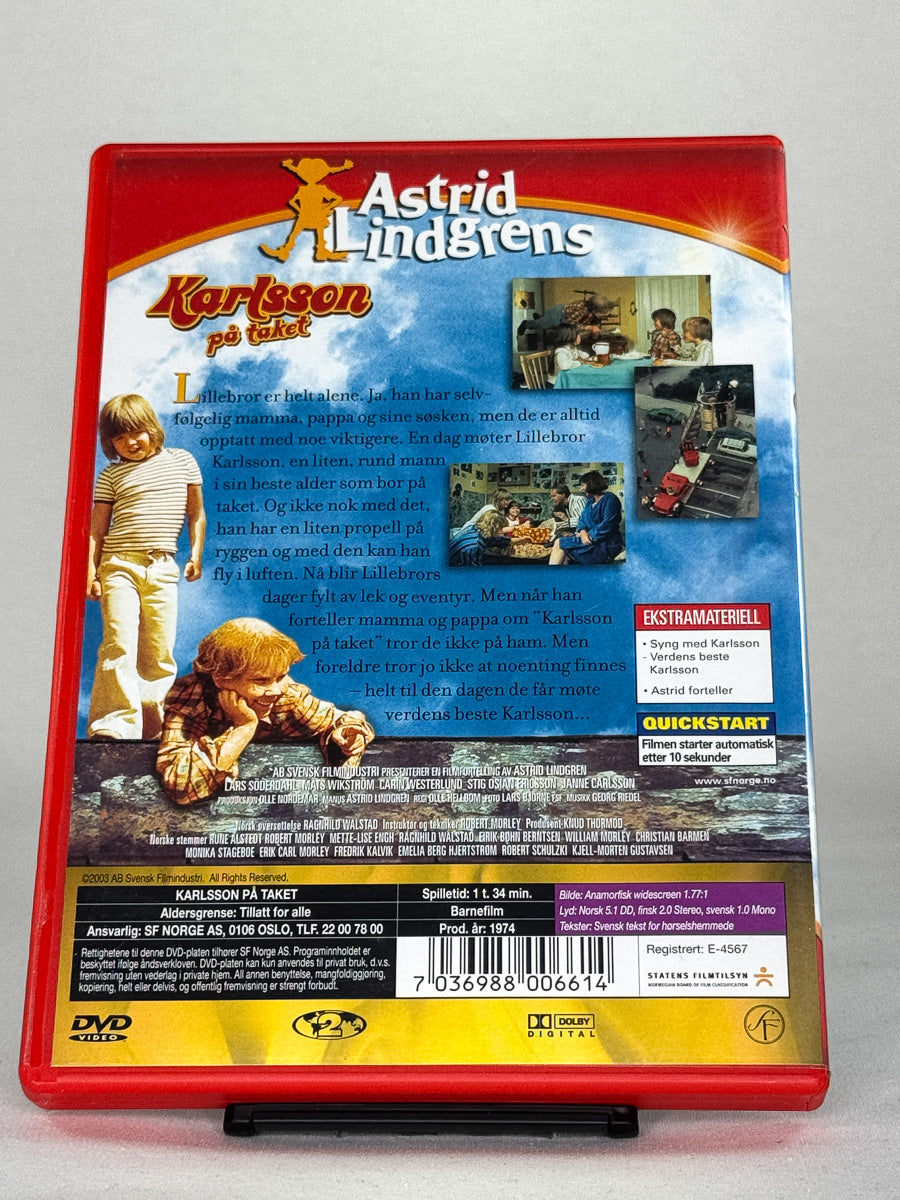 Astrid
Lindgrens
Karlsson
på taket
Lillebror er helt alene. Ja, han har selv-
følgelig mamma, pappa og sine søsken, men de er alltid
opptatt med noe viktigere. En dag møter Lillebror
Karlsson, en liten, rund mann
i sin beste alder som bor på
taket. Og ikke nok med det,
han har en liten propell på
ryggen og med den kan han
fly i luften. Nå blir Lillebrors
dager fylt av lek og eventyr. Men når han
forteller mamma og pappa om "Karlsson
på taket" tror de ikke på ham. Men
foreldre tror jo ikke at noenting finnes
– helt til den dagen de får møte
verdens beste Karlsson...
EKSTRAMATERIELL
• Syng med Karlsson
- Verdens beste
Karlsson
• Astrid forteller
QUICKSTART
Filmen starter automatisk
etter 10 sekunder
www.sfnorge.no
"AB SVENSK FILMINDUSTRI PRESENTERER EN FILMFORTELLING AV ASTRID LINDGREN
LARS SÖDERDAHL MATS WIKSTRÖM CARIN WESTERLUND STIG OSIAN ERICSSON JANNE CARLSSON
PRODUKSJON OLLE NORDEMAR MANUS ASTRID LINDGREN REGI OLLE HELLBOM FOTO LARS BJÖRNE FSF MUSIKK GEORG RIEDEL
Norsk oversettelse RAGNHILD WALSTAD Instruktør og tekniker ROBERT MORLEY Produsent KNUD THORMOD
Norske stemmer RUNE ALSTEDT ROBERT MORLEY METTE-LISE ENGH RAGNHILD WALSTAD ERIK-BØHN BERNTSEN WILLIAM MORLEY CHRISTIAN BARMEN
MONIKA STAGEBOE ERIK CARL MORLEY FREDRIK KALVIK EMELIA BERG HJERTSTRØM ROBERT SCHULZKI KJELL-MORTEN GUSTAVSEN
©2003 AB Svensk Filmindustri. All Rights Reserved.
KARLSSON PÅ TAKET
Aldersgrense: Tillatt for alle
Ansvarlig: SF NORGE AS, 0106 OSLO, TLF. 22 00 78 00
Spilletid: 1 t. 34 min.
Barnefilm
Prod. år: 1974
Bilde: Anamorfisk widescreen 1.77:1
Lyd: Norsk 5.1 DD, finsk 2.0 Stereo, svensk 1.0 Mono
Tekster: Svensk tekst for hørselshemmede
Rettighetene til denne DVD-platen tilhører SF Norge AS. Programinnholdet er
beskyttet ifølge åndsverkloven. DVD-platen kan kun anvendes til privat bruk, d.v.s.
fremvisning uten vederlag i private hjem. All annen benyttelse, mangfoldiggjøring,
kopiering, helt eller delvis, og offentlig fremvisning er strengt forbudt.
7 036988 006614
Registrert: E-4567
STATENS FILMTILSYN
NORWEGIAN BOARD OF FILM CLASSIFICATION
DVD
VIDEO
2
DOLBY
DIGITAL
SF